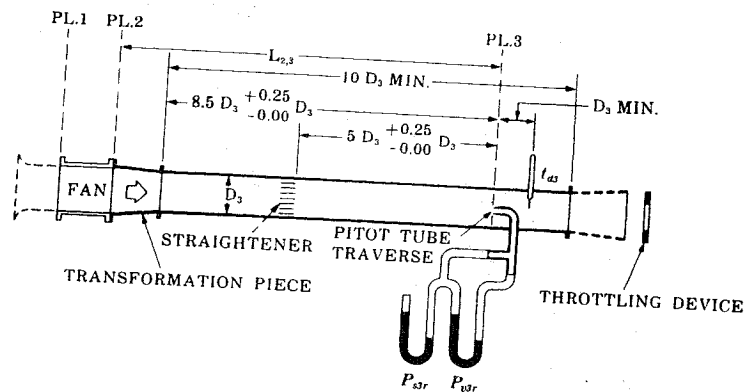 PL.1
PL.2
PL.3
L2,3
10 D3 MIN.
D3 MIN.
8.5 D3 +0.25 -0.00 D3
5 D3 +0.25 -0.00 D3
td3
FAN
D3
STRAIGHTENER
PITOT TUBE
TRAVERSE
TRANSFORMATION PIECE
THROTTLING DEVICE
Ps3r
Pv3r